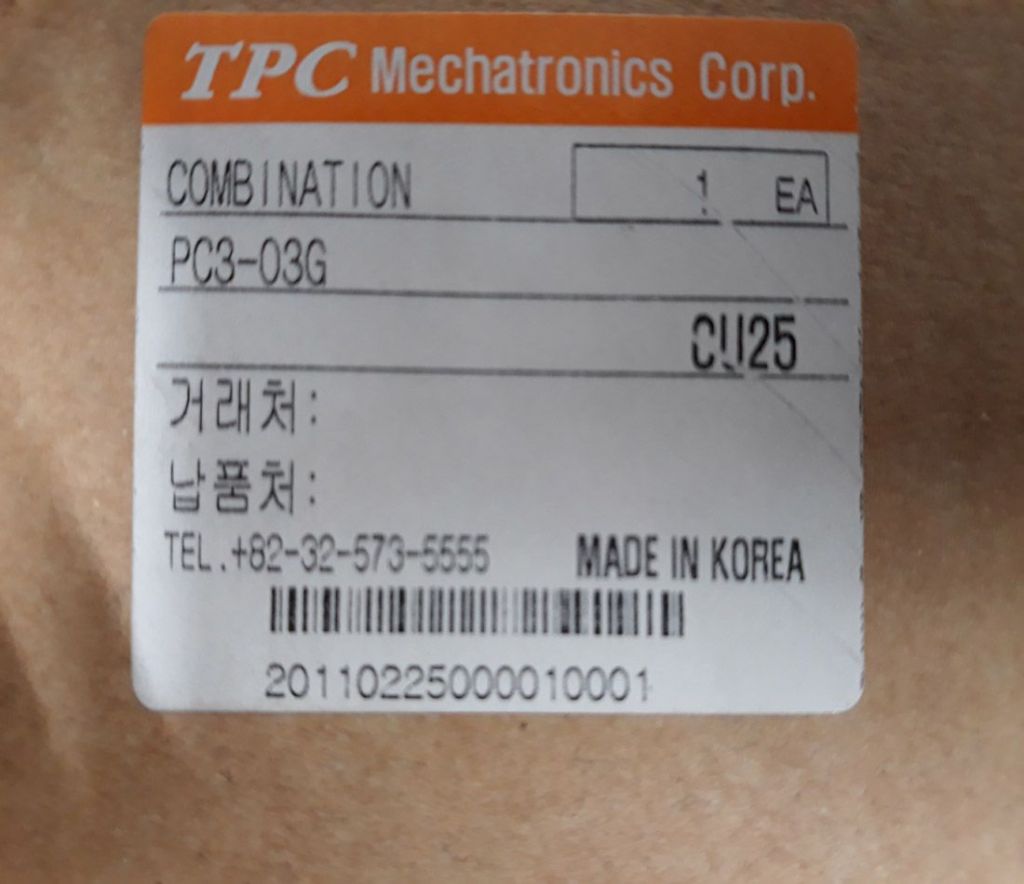 TPC Mechatronics Corp.
COMBINATION 1 EA
PC3-03G
CU25
거래처:
납품처:
TEL.+82-32-573-5555 MADE IN KOREA
20110225000010001